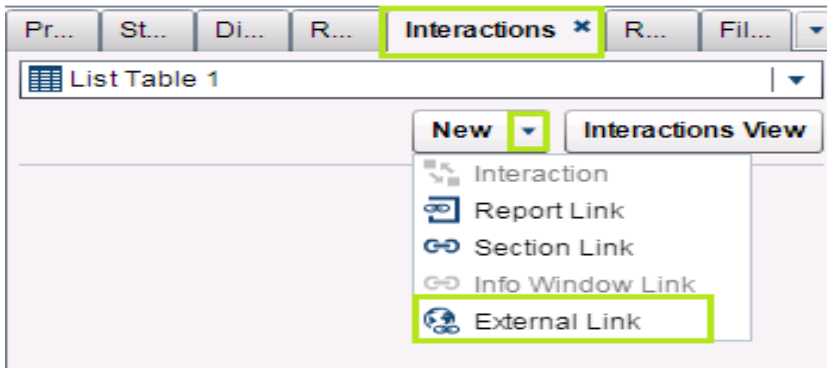 Pr... St... Di... R... Interactions × R... Fil...
List Table 1
New Interactions View
Interaction
Report Link
Section Link
Info Window Link
External Link